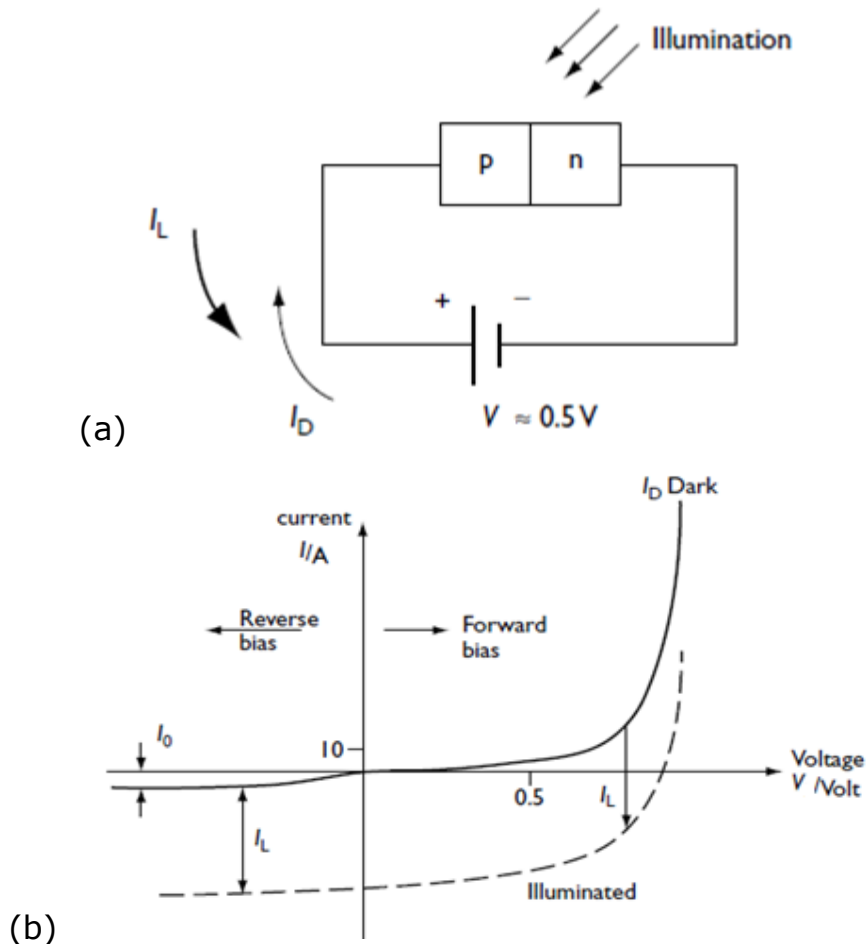 Illumination
p n
I_L
+ −
I_D
V ≈ 0.5 V
(a)
I_D Dark
current
I/A
Reverse
bias
Forward
bias
I_0
10
Voltage
V /Volt
0.5
I_L
I_L
Illuminated
(b)